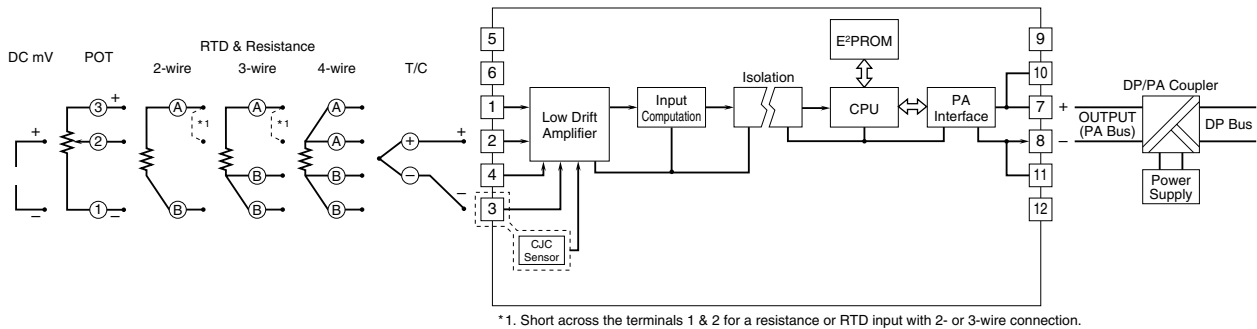 DC mV
POT
RTD & Resistance
2-wire
3-wire
4-wire
T/C
+
–
3 +
2
1 –
A
*1
B
A
*1
B
B
A
A
B
B
+
–
+
–
5
6
1
2
4
3
Low Drift
Amplifier
CJC
Sensor
Input
Computation
Isolation
E²PROM
CPU
PA
Interface
9
10
7
8
11
12
+
–
OUTPUT
(PA Bus)
DP/PA Coupler
DP Bus
Power
Supply
*1. Short across the terminals 1 & 2 for a resistance or RTD input with 2- or 3-wire connection.